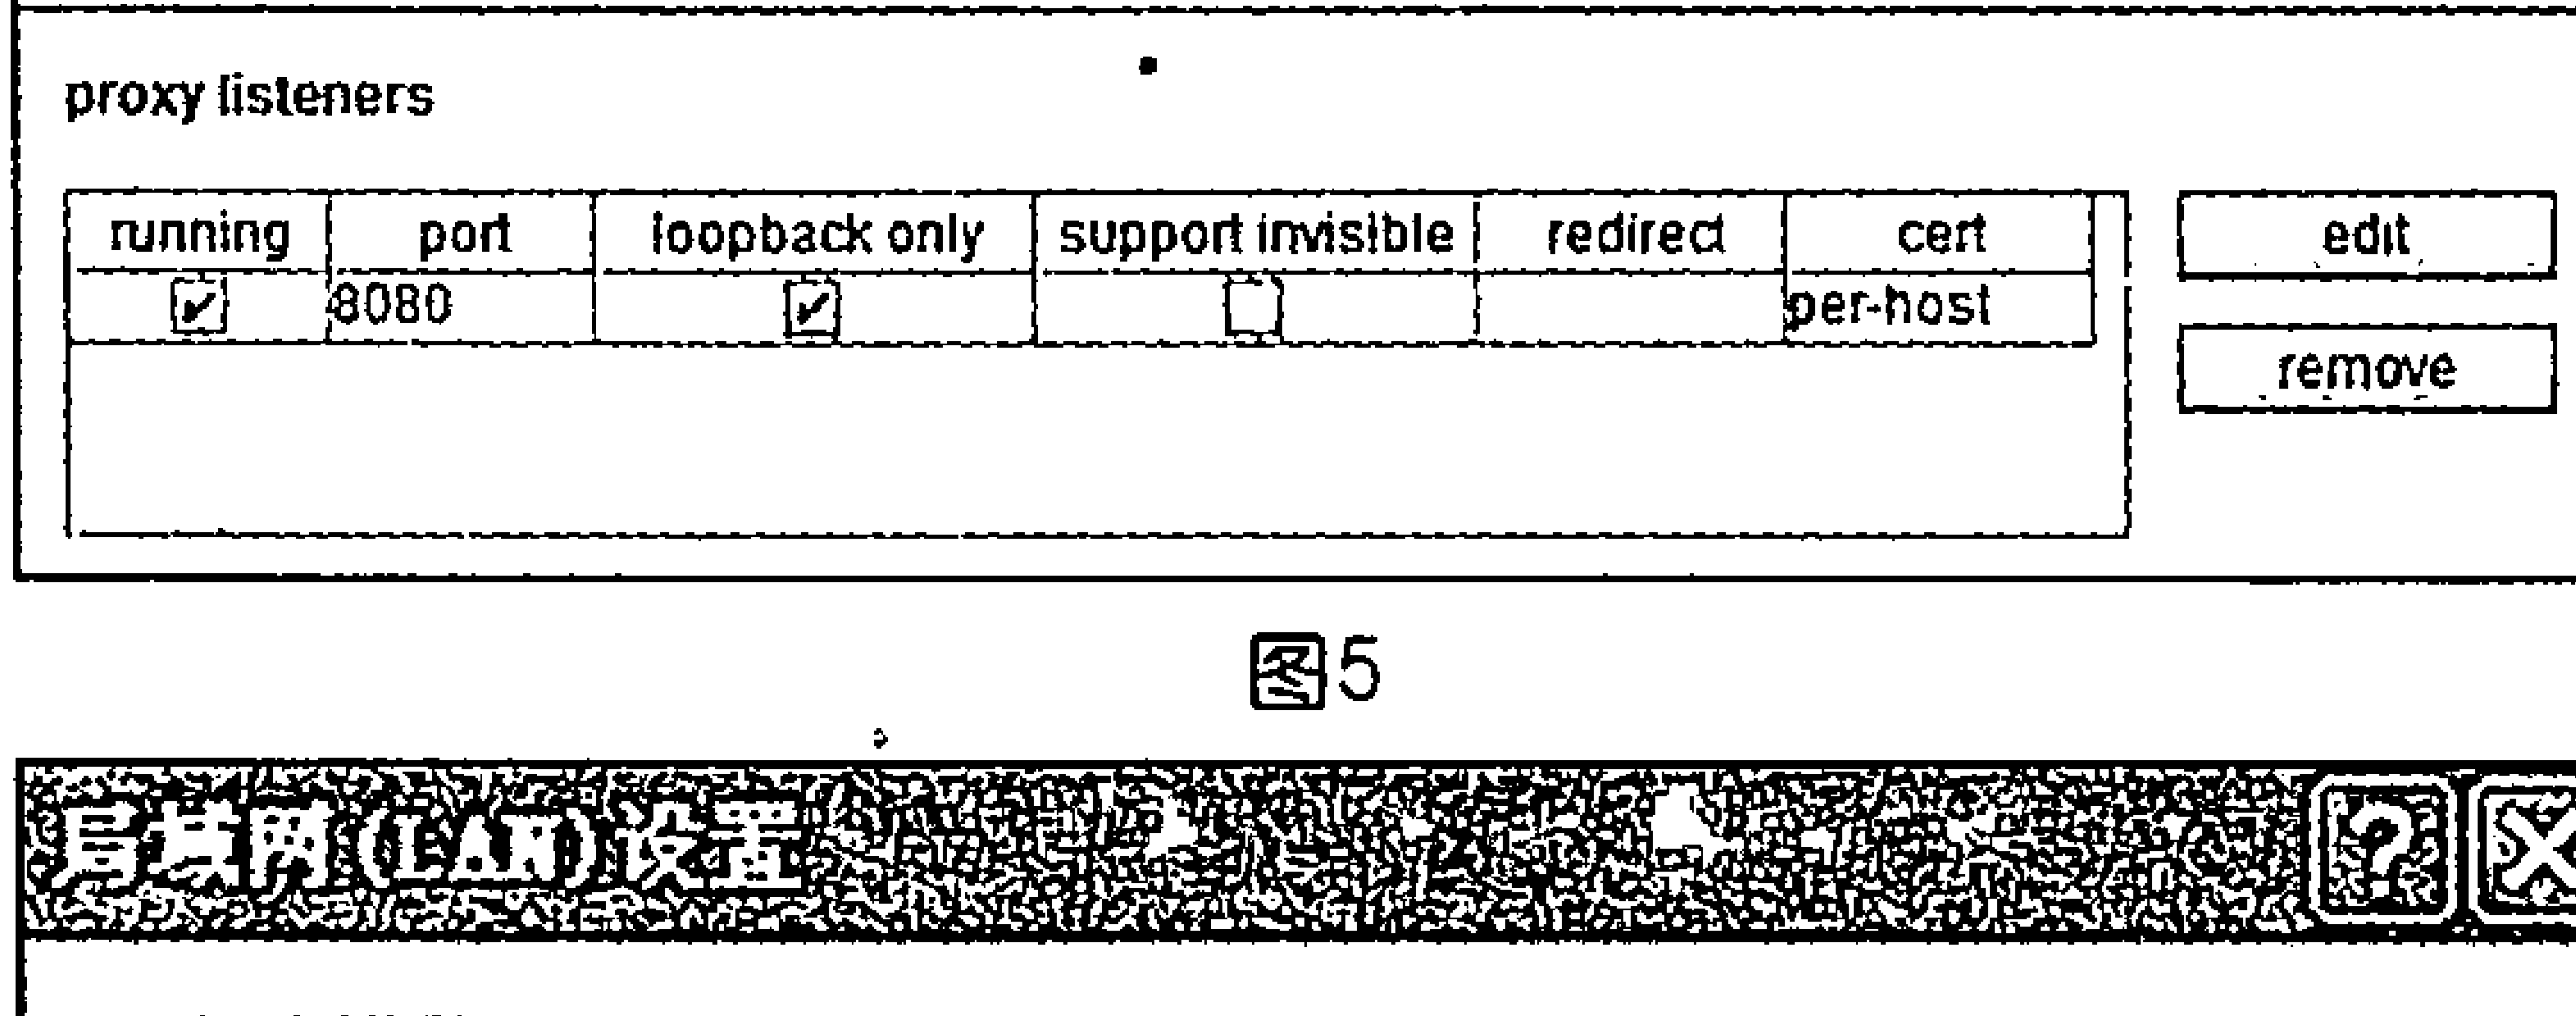 proxy listeners
running port loopback only support invisible redirect cert edit
8080 per-host
remove
图5
局域网(LAN)设置